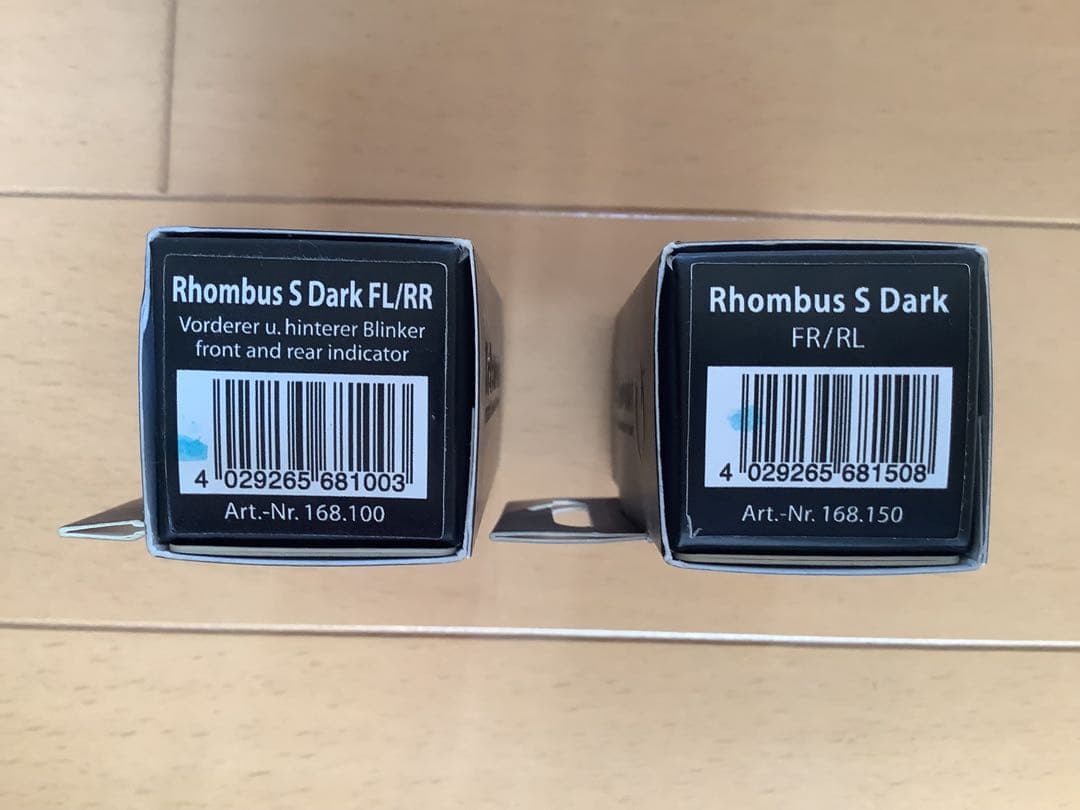 Rhombus S Dark FL/RR
Vorderer u. hinterer Blinker
front and rear indicator
4 029265 681003
Art.-Nr. 168.100
Rhombus S Dark
FR/RL
4 029265 681508
Art.-Nr. 168.150